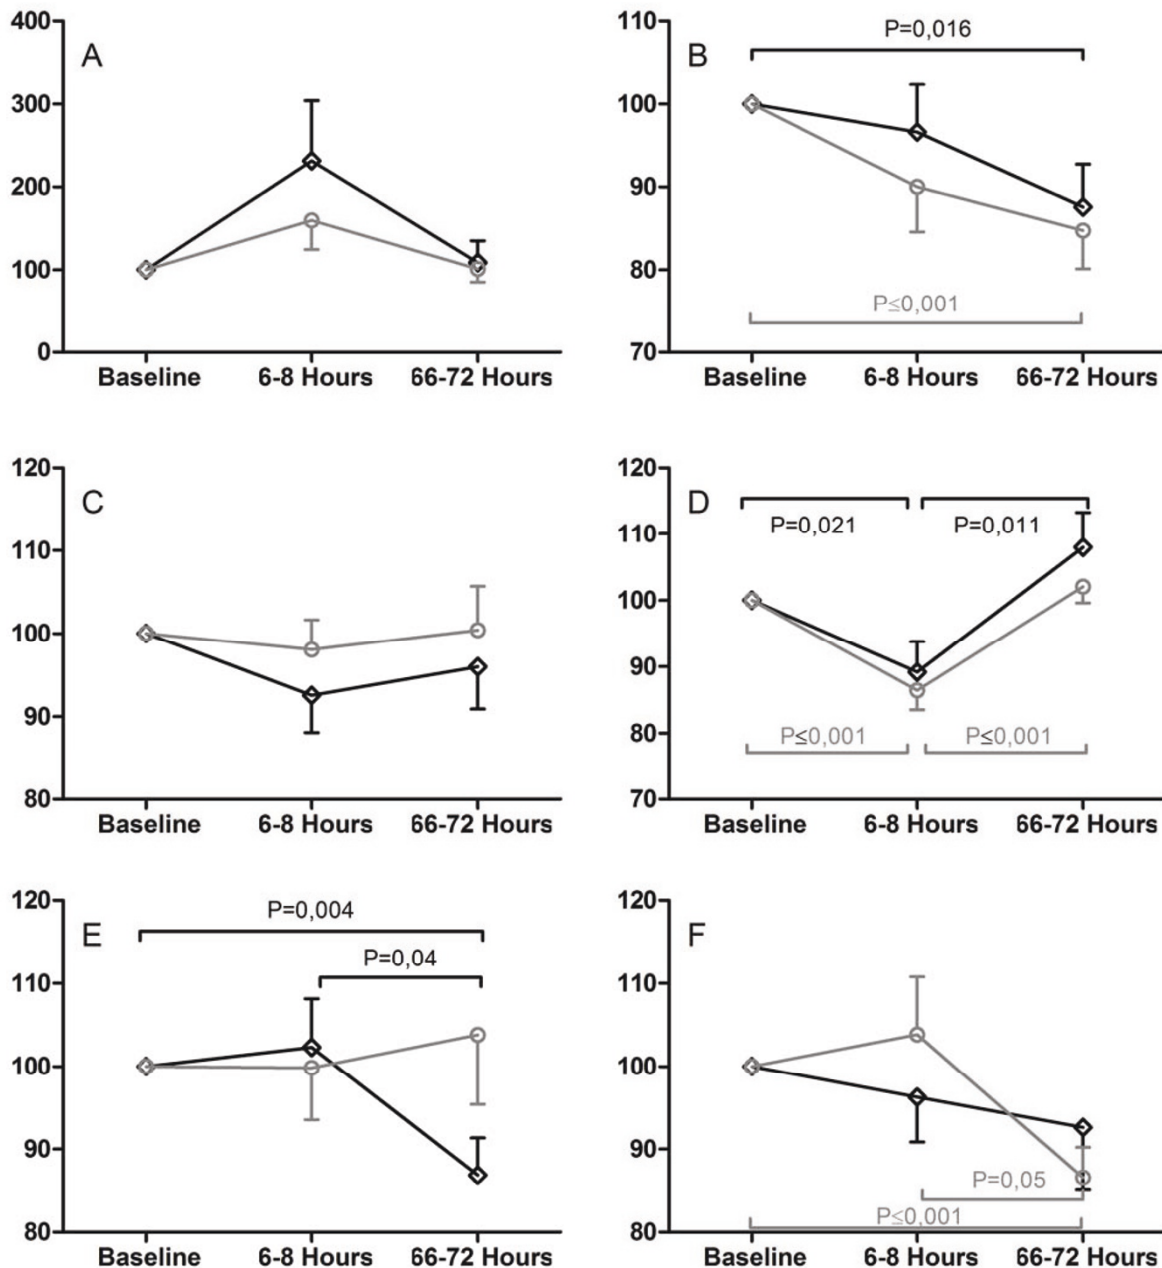 400
A
300
200
100
0
Baseline 6-8 Hours 66-72 Hours
110
B
P=0,016
100
90
80
P≤0,001
70
Baseline 6-8 Hours 66-72 Hours
120
C
110
100
90
80
Baseline 6-8 Hours 66-72 Hours
120
D
P=0,021 P=0,011
110
100
90
80
P≤0,001 P≤0,001
70
Baseline 6-8 Hours 66-72 Hours
120
E
P=0,004
P=0,04
110
100
90
80
Baseline 6-8 Hours 66-72 Hours
120
F
110
100
90
P=0,05
P≤0,001
80
Baseline 6-8 Hours 66-72 Hours